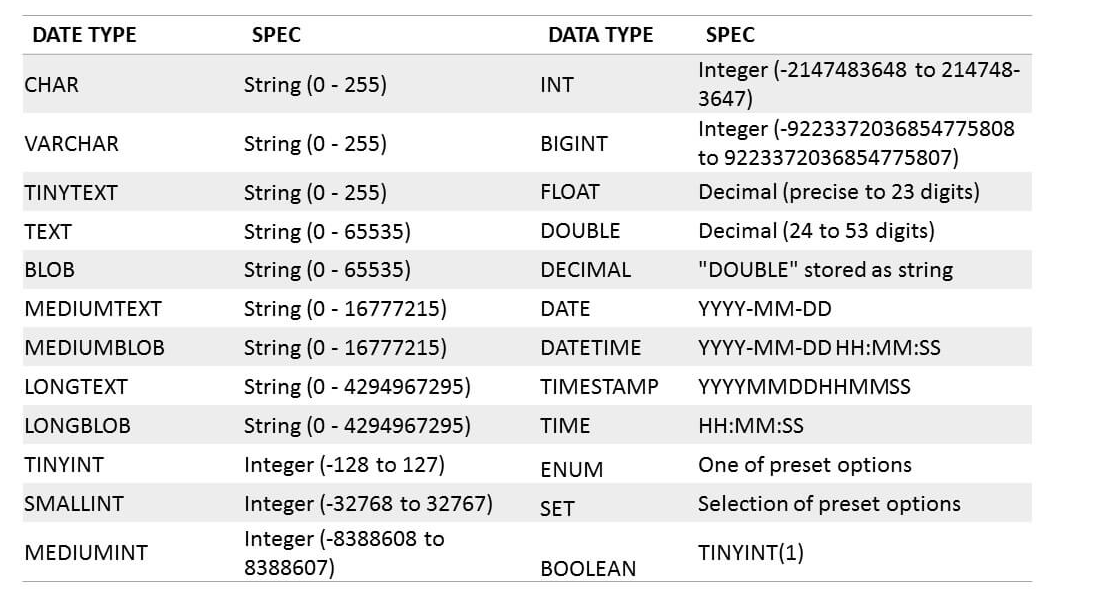 DATE TYPE SPEC DATA TYPE SPEC
CHAR String (0 - 255) INT Integer (-2147483648 to 214748-
3647)
VARCHAR String (0 - 255) BIGINT Integer (-9223372036854775808
to 9223372036854775807)
TINYTEXT String (0 - 255) FLOAT Decimal (precise to 23 digits)
TEXT String (0 - 65535) DOUBLE Decimal (24 to 53 digits)
BLOB String (0 - 65535) DECIMAL "DOUBLE" stored as string
MEDIUMTEXT String (0 - 16777215) DATE YYYY-MM-DD
MEDIUMBLOB String (0 - 16777215) DATETIME YYYY-MM-DD HH:MM:SS
LONGTEXT String (0 - 4294967295) TIMESTAMP YYYYMMDDHHMMSS
LONGBLOB String (0 - 4294967295) TIME HH:MM:SS
TINYINT Integer (-128 to 127) ENUM One of preset options
SMALLINT Integer (-32768 to 32767) SET Selection of preset options
MEDIUMINT Integer (-8388608 to
8388607) BOOLEAN TINYINT(1)